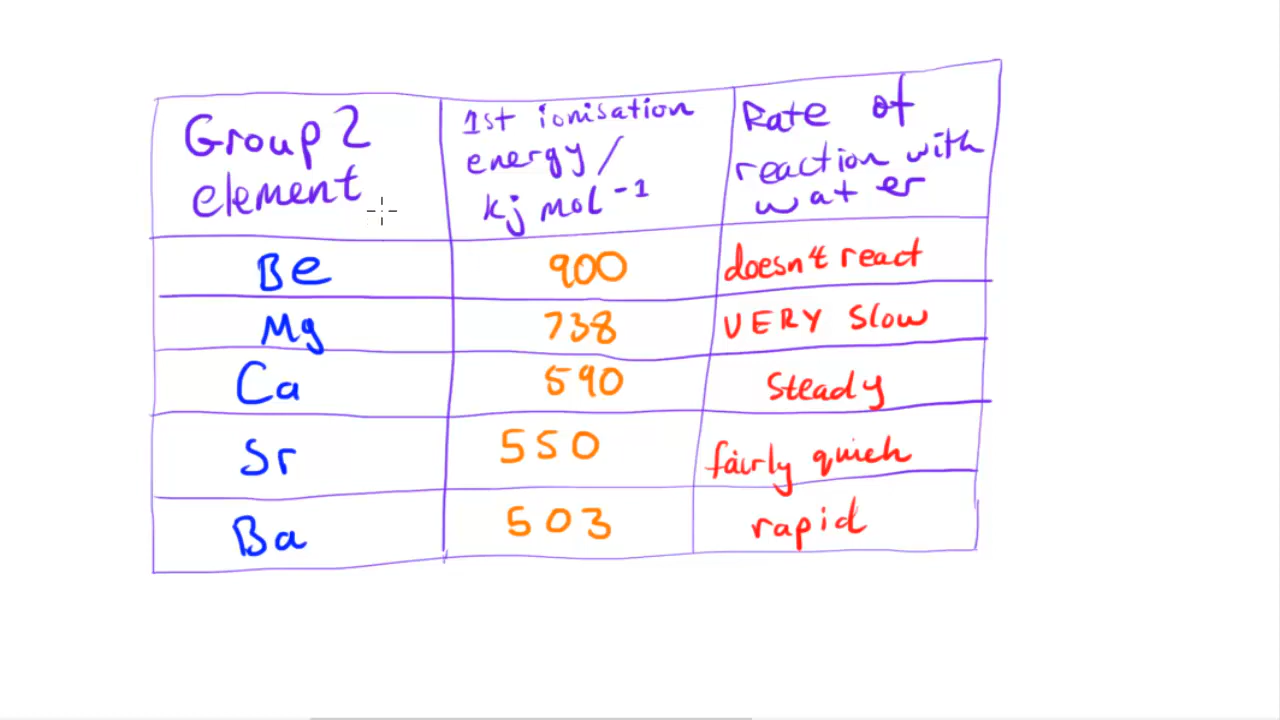 Group 2
element
1st ionisation
energy/
kj mol⁻¹
Rate of
reaction with
water
Be 900 doesn't react
Mg 738 VERY Slow
Ca 590 Steady
Sr 550 fairly quick
Ba 503 rapid